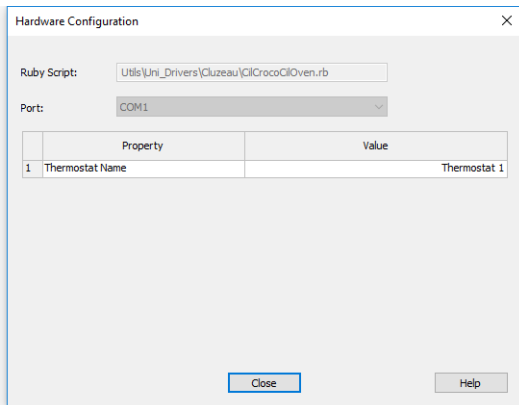 Hardware Configuration
Ruby Script: Utils\Uni_Drivers\Cluzeau\CilCrocoCilOven.rb
Port: COM1
Property Value
1 Thermostat Name Thermostat 1
Close Help